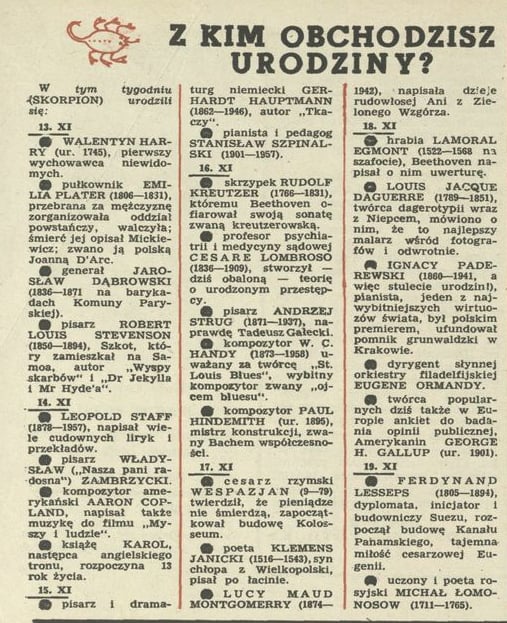 Z KIM OBCHODZISZ
URODZINY?
W tym tygodniu
(SKORPION) urodzili
się:
13. XI
● WALENTYN HAR-
RY (ur. 1745), pierwszy
wychowawca niewido-
mych.
● pułkownik EMI-
LIA PLATER (1806—1831),
przebrana za mężczyznę
zorganizowała oddział
powstańczy, walczyła;
śmierć jej opisał Mickie-
wicz; zwano ją polską
Joanną D'Arc.
● generał JARO-
SŁAW DĄBROWSKI
(1836—1871 na baryka-
dach Komuny Pary-
skiej).
● pisarz ROBERT
LOUIS STEVENSON
(1850—1894), Szkot, któ-
ry zamieszkał na Sa-
moa, autor „Wyspy
skarbów" i „Dr Jekylla
i Mr Hyde'a".
14. XI
● LEOPOLD STAFF
(1878—1957), napisał wie-
le cudownych liryk i
przekładów.
● pisarz WŁADY-
SŁAW („Nasza pani ra-
dosna") ZAMBRZYCKI.
● kompozytor ame-
rykański AARON COP-
LAND, napisał także
muzykę do filmu „My-
szy i ludzie".
● książę KAROL,
następca angielskiego
tronu, rozpoczyna 13
rok życia.
15. XI
● pisarz i drama-
turg niemiecki GER-
HARDT HAUPTMANN
(1862—1946), autor „Tka-
czy".
● pianista i pedagog
STANISŁAW SZPINAL-
SKI (1901—1957).
16. XI
● skrzypek RUDOLF
KREUTZER (1766—1831),
któremu Beethoven o-
fiarował swoją sonatę
zwaną kreutzerowską.
● profesor psychia-
trii i medycyny sądowej
CESARE LOMBROSO
(1836—1909), stworzył —
dziś obaloną — teorię
o urodzonym przestęp-
cy.
● pisarz ANDRZEJ
STRUG (1871—1937), na-
prawdę Tadeusz Gałecki.
● kompozytor W. C.
HANDY (1873—1958) u-
ważany za twórcę „St.
Louis Blues", wybitny
kompozytor zwany „oj-
cem bluesu".
● kompozytor PAUL
HINDEMITH (ur. 1895),
mistrz konstrukcji, zwa-
ny Bachem współczesno-
ści.
17. XI
● cesarz rzymski
WESPAZJAN (9—79)
twierdził, że pieniądze
nie śmierdzą, zapocząt-
kował budowę Kolos-
seum.
● poeta KLEMENS
JANICKI (1516—1543), syn
chłopa z Wielkopolski,
pisał po łacinie.
● LUCY MAUD
MONTGOMERRY (1874—
1942), napisała dzieje
rudowłosej Ani z Zie-
lonego Wzgórza.
18. XI
● hrabia LAMORAL
EGMONT (1522—1568 na
szafocie), Beethoven na-
pisał o nim uwerturę.
● LOUIS JACQUE
DAGUERRE (1789—1851),
twórca dagerotypii wraz
z Niepcem, mówiono o
nim, że to najlepszy
malarz wśród fotogra-
fów i odwrotnie.
● IGNACY PADE-
REWSKI (1860—1941, a
więc stulecie urodzin!),
pianista, jeden z naj-
wybitniejszych wirtuo-
zów świata, był polskim
premierem, ufundował
pomnik grunwaldzki w
Krakowie.
● dyrygent słynnej
orkiestry filadelfijskiej
EUGENE ORMANDY.
● twórca popular-
nych dziś także w Eu-
ropie ankiet do bada-
nia opinii publicznej,
Amerykanin GEORGE
H. GALLUP (ur. 1901).
19. XI
● FERDYNAND
LESSEPS (1805—1894),
dyplomata, inicjator i
budowniczy Suezu, roz-
począł budowę Kanału
Panamskiego, tajemna
miłość cesarzowej Eu-
genii.
● uczony i poeta ro-
syjski MICHAŁ ŁOMO-
NOSOW (1711—1765).